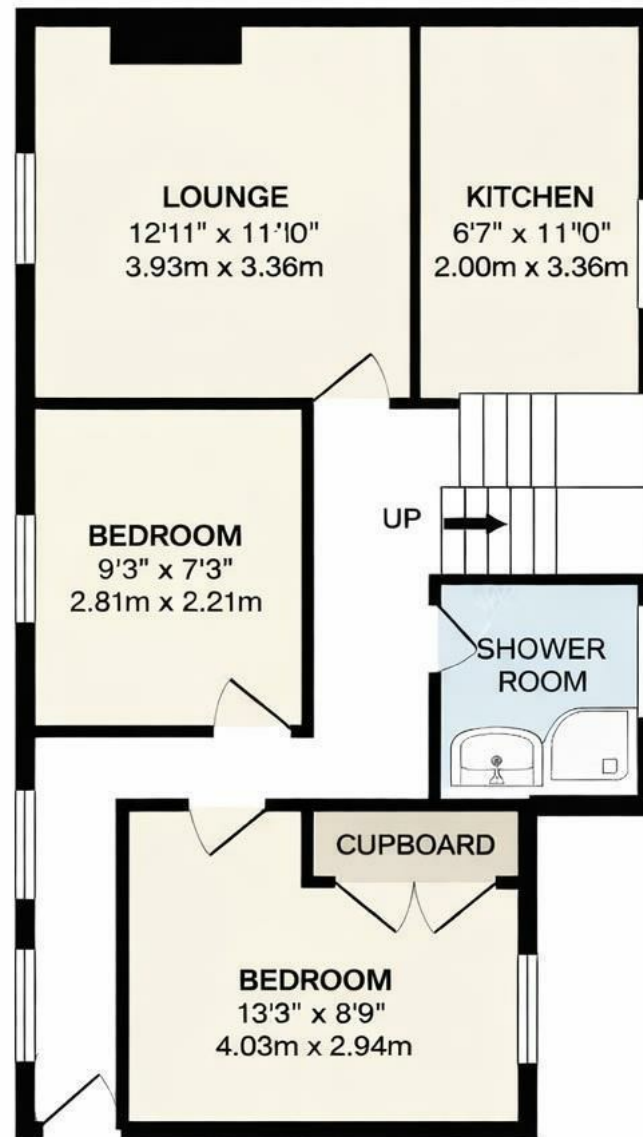 LOUNGE
12'11" x 11·'10"
3.93m x 3.36m
KITCHEN
6'7" x 11''0"
2.00m x 3.36m
BEDROOM
9'3" x 7'3"
2.81m x 2.21m
UP
SHOWER
ROOM
CUPBOARD
BEDROOM
13'3" x 8'9"
4.03m x 2.94m